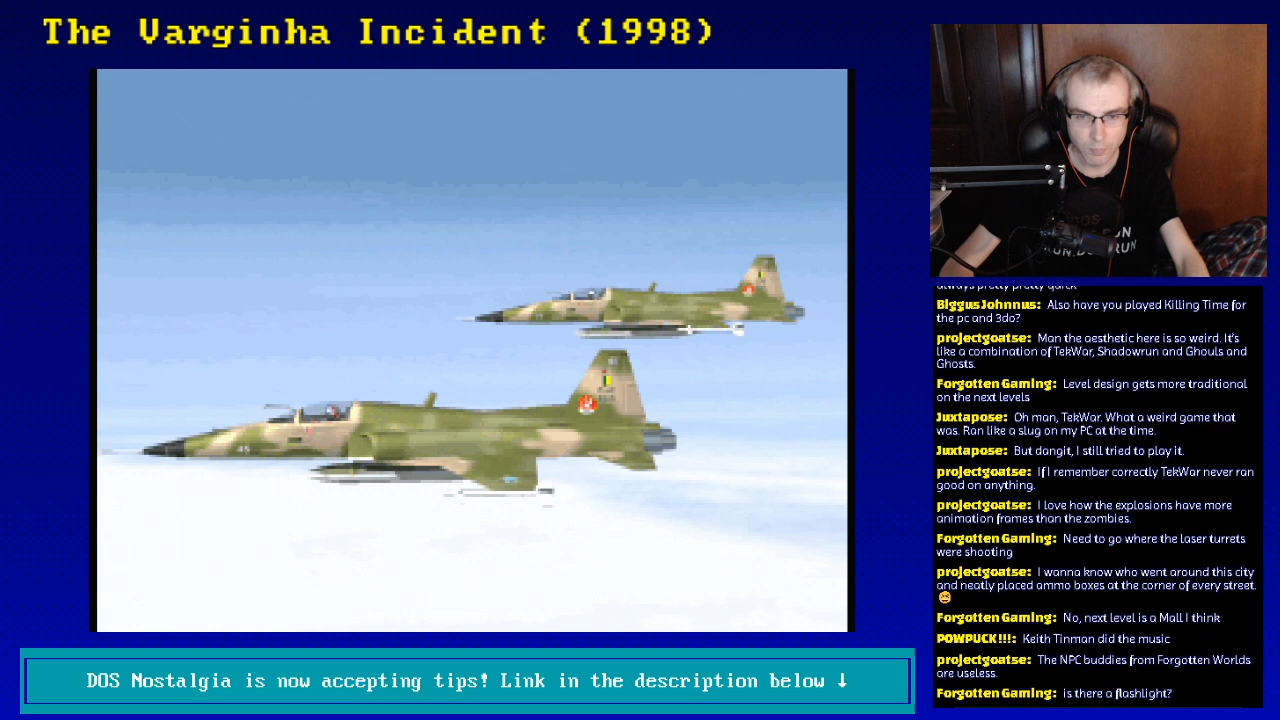 The Varginha Incident (1998)
always pretty pretty quick
Biggus Johnnus: Also have you played Killing Time for
the pc and 3do?
projectgoatse: Man the aesthetic here is so weird. It's
like a combination of TekWar, Shadowrun and Ghouls and
Ghosts.
Forgotten Gaming: Level design gets more traditional
on the next levels
Juxtapose: Oh man, TekWar. What a weird game that
was. Ran like a slug on my PC at the time.
Juxtapose: But dangit, I still tried to play it.
projectgoatse: If I remember correctly TekWar never ran
good on anything.
projectgoatse: I love how the explosions have more
animation frames than the zombies.
Forgotten Gaming: Need to go where the laser turrets
were shooting
projectgoatse: I wanna know who went around this city
and neatly placed ammo boxes at the corner of every street.
😆
Forgotten Gaming: No, next level is a Mall I think
POWPUCK!!!: Keith Tinman did the music
projectgoatse: The NPC buddies from Forgotten Worlds
are useless.
Forgotten Gaming: is there a flashlight?
DOS Nostalgia is now accepting tips! Link in the description below ↓
45